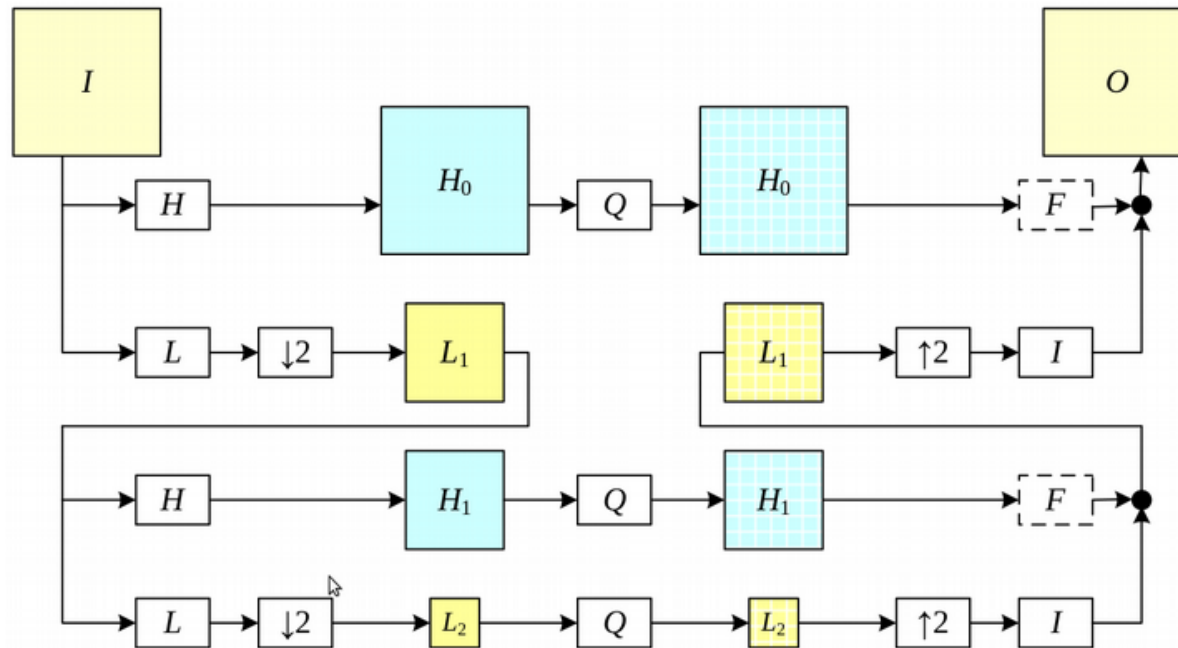 I O
H H₀ Q H₀ F
L ↓2 L₁ L₁ ↑2 I
H H₁ Q H₁ F
L ↓2 L₂ Q L₂ ↑2 I